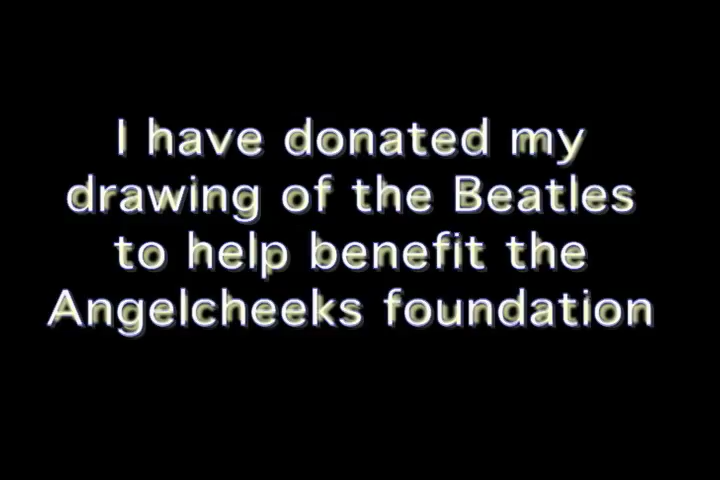 I have donated my
drawing of the Beatles
to help benefit the
Angelcheeks foundation